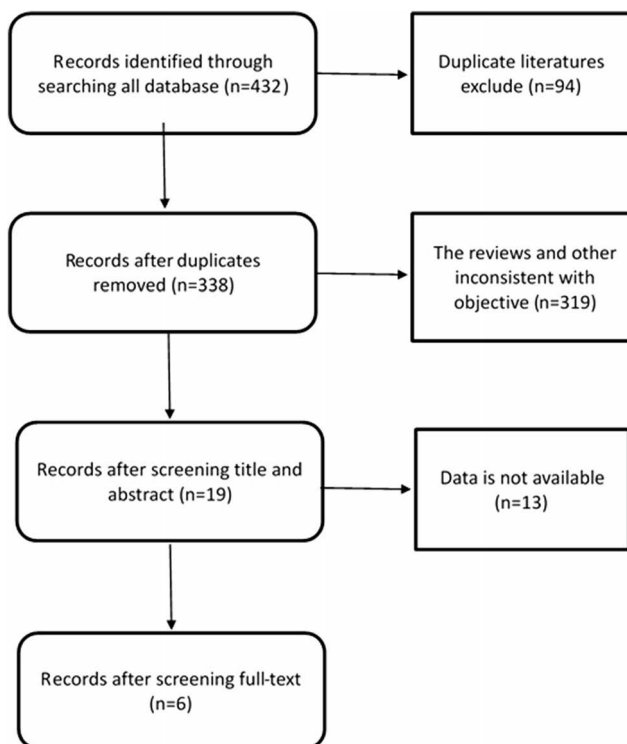 Records identified through
searching all database (n=432)
Duplicate literatures
exclude (n=94)
Records after duplicates
removed (n=338)
The reviews and other
inconsistent with
objective (n=319)
Records after screening title and
abstract (n=19)
Data is not available
(n=13)
Records after screening full-text
(n=6)